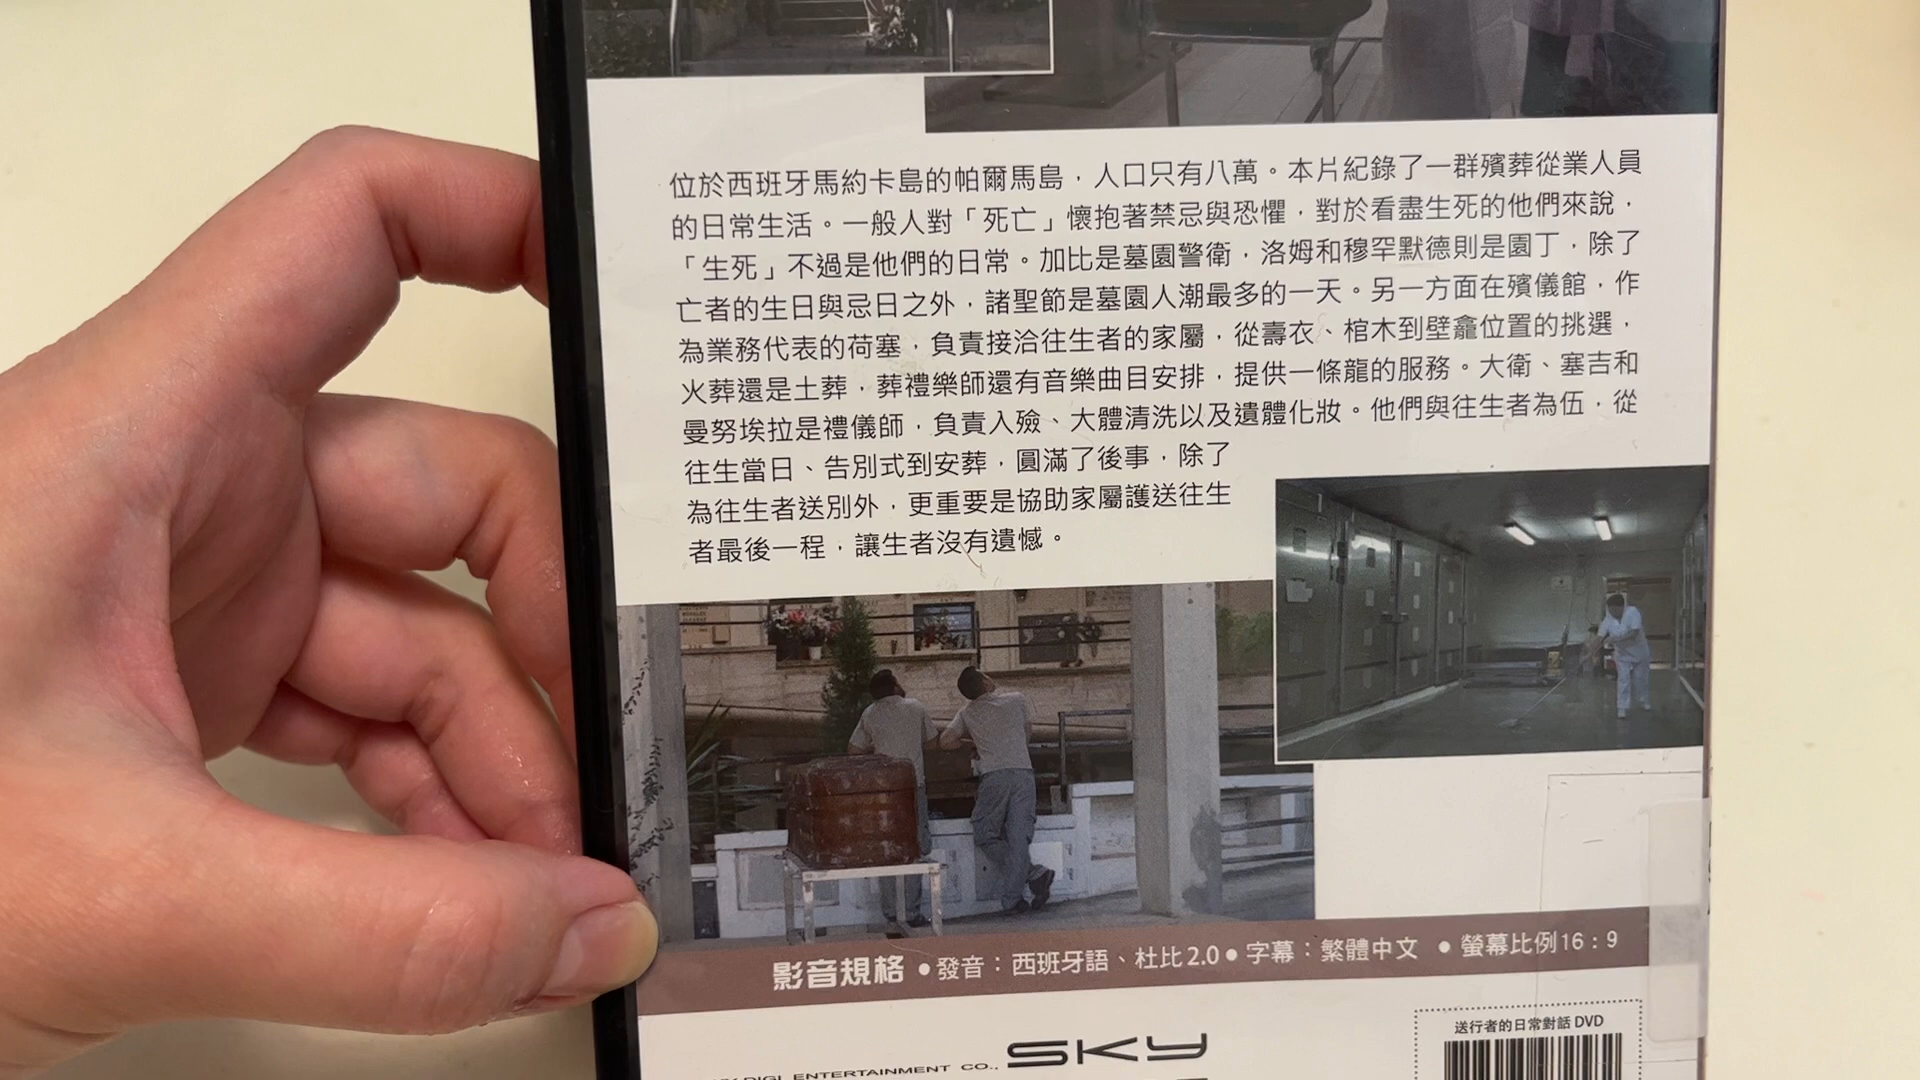 位於西班牙馬約卡島的帕爾馬島，人口只有八萬。本片紀錄了一群殯葬從業人員
的日常生活。一般人對「死亡」懷抱著禁忌與恐懼，對於看盡生死的他們來說，
「生死」不過是他們的日常。加比是墓園警衛，洛姆和穆罕默德則是園丁，除了
亡者的生日與忌日之外，諸聖節是墓園人潮最多的一天。另一方面在殯儀館，作
為業務代表的荷塞，負責接洽往生者的家屬，從壽衣、棺木到壁龕位置的挑選，
火葬還是土葬，葬禮樂師還有音樂曲目安排，提供一條龍的服務。大衛、塞吉和
曼努埃拉是禮儀師，負責入殮、大體清洗以及遺體化妝。他們與往生者為伍，從
往生當日、告別式到安葬，圓滿了後事，除了
為往生者送別外，更重要是協助家屬護送往生
者最後一程，讓生者沒有遺憾。
影音規格 ●發音：西班牙語、杜比2.0●字幕：繁體中文 ●螢幕比例16：9
送行者的日常對話 DVD
DIGI ENTERTAINMENT CO., SKY